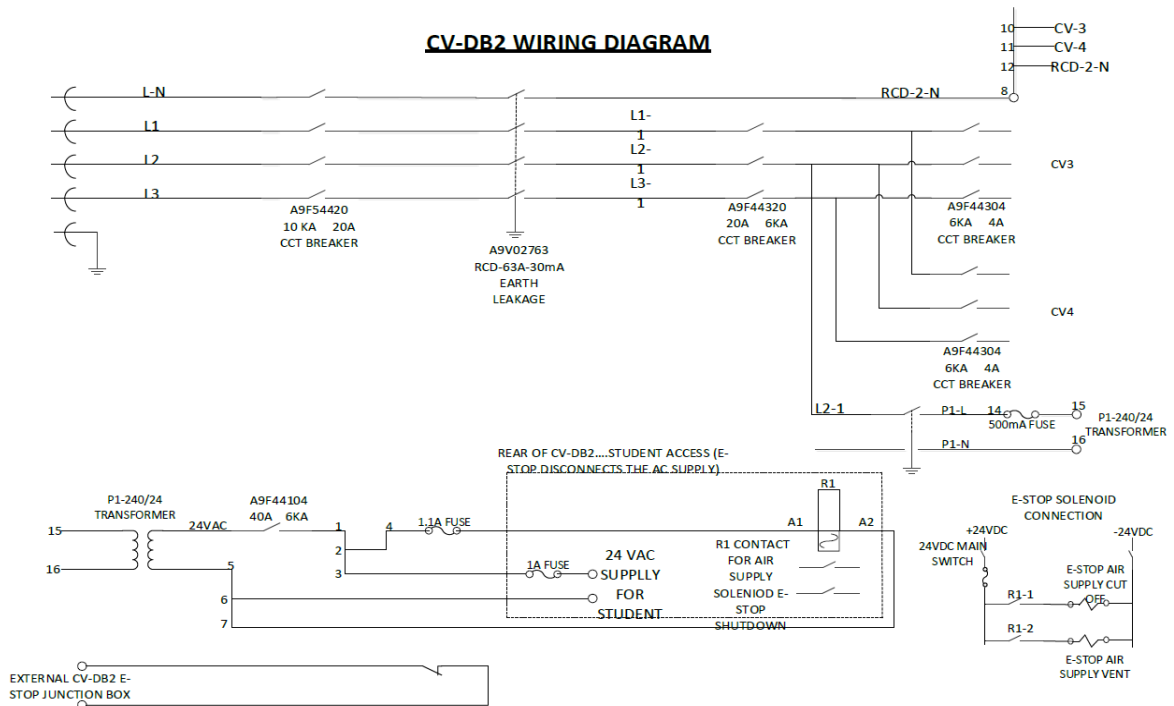 CV-DB2 WIRING DIAGRAM
10
CV-3
11
CV-4
12
RCD-2-N
L-N
RCD-2-N
8
L1
L1-
1
L2
L2-
1
CV3
L3
L3-
1
A9F54420
10 KA 20A
CCT BREAKER
A9V02763
RCD-63A-30mA
EARTH
LEAKAGE
A9F44320
20A 6KA
CCT BREAKER
A9F44304
6KA 4A
CCT BREAKER
CV4
A9F44304
6KA 4A
CCT BREAKER
L2-1
P1-L
14
500mA FUSE
15
P1-N
16
P1-240/24
TRANSFORMER
REAR OF CV-DB2....STUDENT ACCESS (E-
STOP DISCONNECTS THE AC SUPPLY)
P1-240/24
TRANSFORMER
15
16
24VAC
A9F44104
40A 6KA
1
2
3
4
5
6
7
1.1A FUSE
1A FUSE
24 VAC
SUPPLLY
FOR
STUDENT
R1
A1
A2
R1 CONTACT
FOR AIR
SUPPLY
SOLENIOD E-
STOP
SHUTDOWN
E-STOP SOLENOID
CONNECTION
+24VDC
-24VDC
24VDC MAIN
SWITCH
E-STOP AIR
SUPPLY CUT
OFF
R1-1
R1-2
E-STOP AIR
SUPPLY VENT
EXTERNAL CV-DB2 E-
STOP JUNCTION BOX